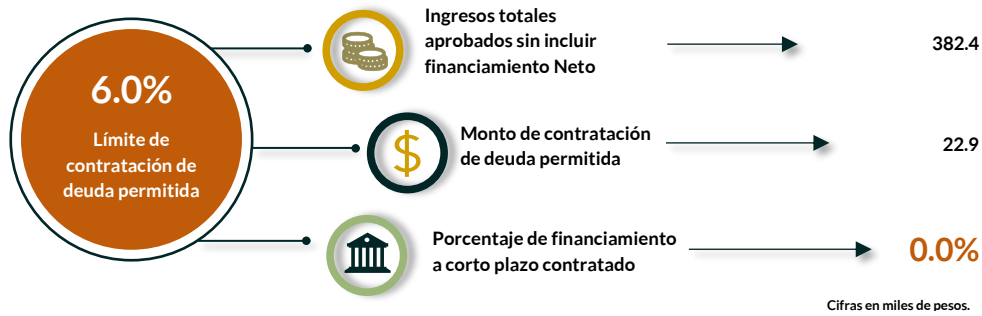 6.0%
Límite de
contratación de
deuda permitida
Ingresos totales
aprobados sin incluir
financiamiento Neto
382.4
$
Monto de contratación
de deuda permitida
22.9
Porcentaje de financiamiento
a corto plazo contratado
0.0%
Cifras en miles de pesos.